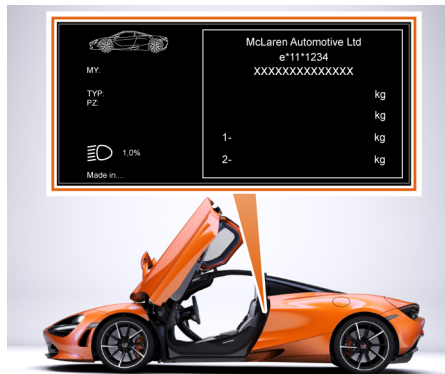 MY:
TYP:
PZ:
1,0%
Made in....
McLaren Automotive Ltd
e*11*1234
XXXXXXXXXXXXXX
kg
kg
1- kg
2- kg